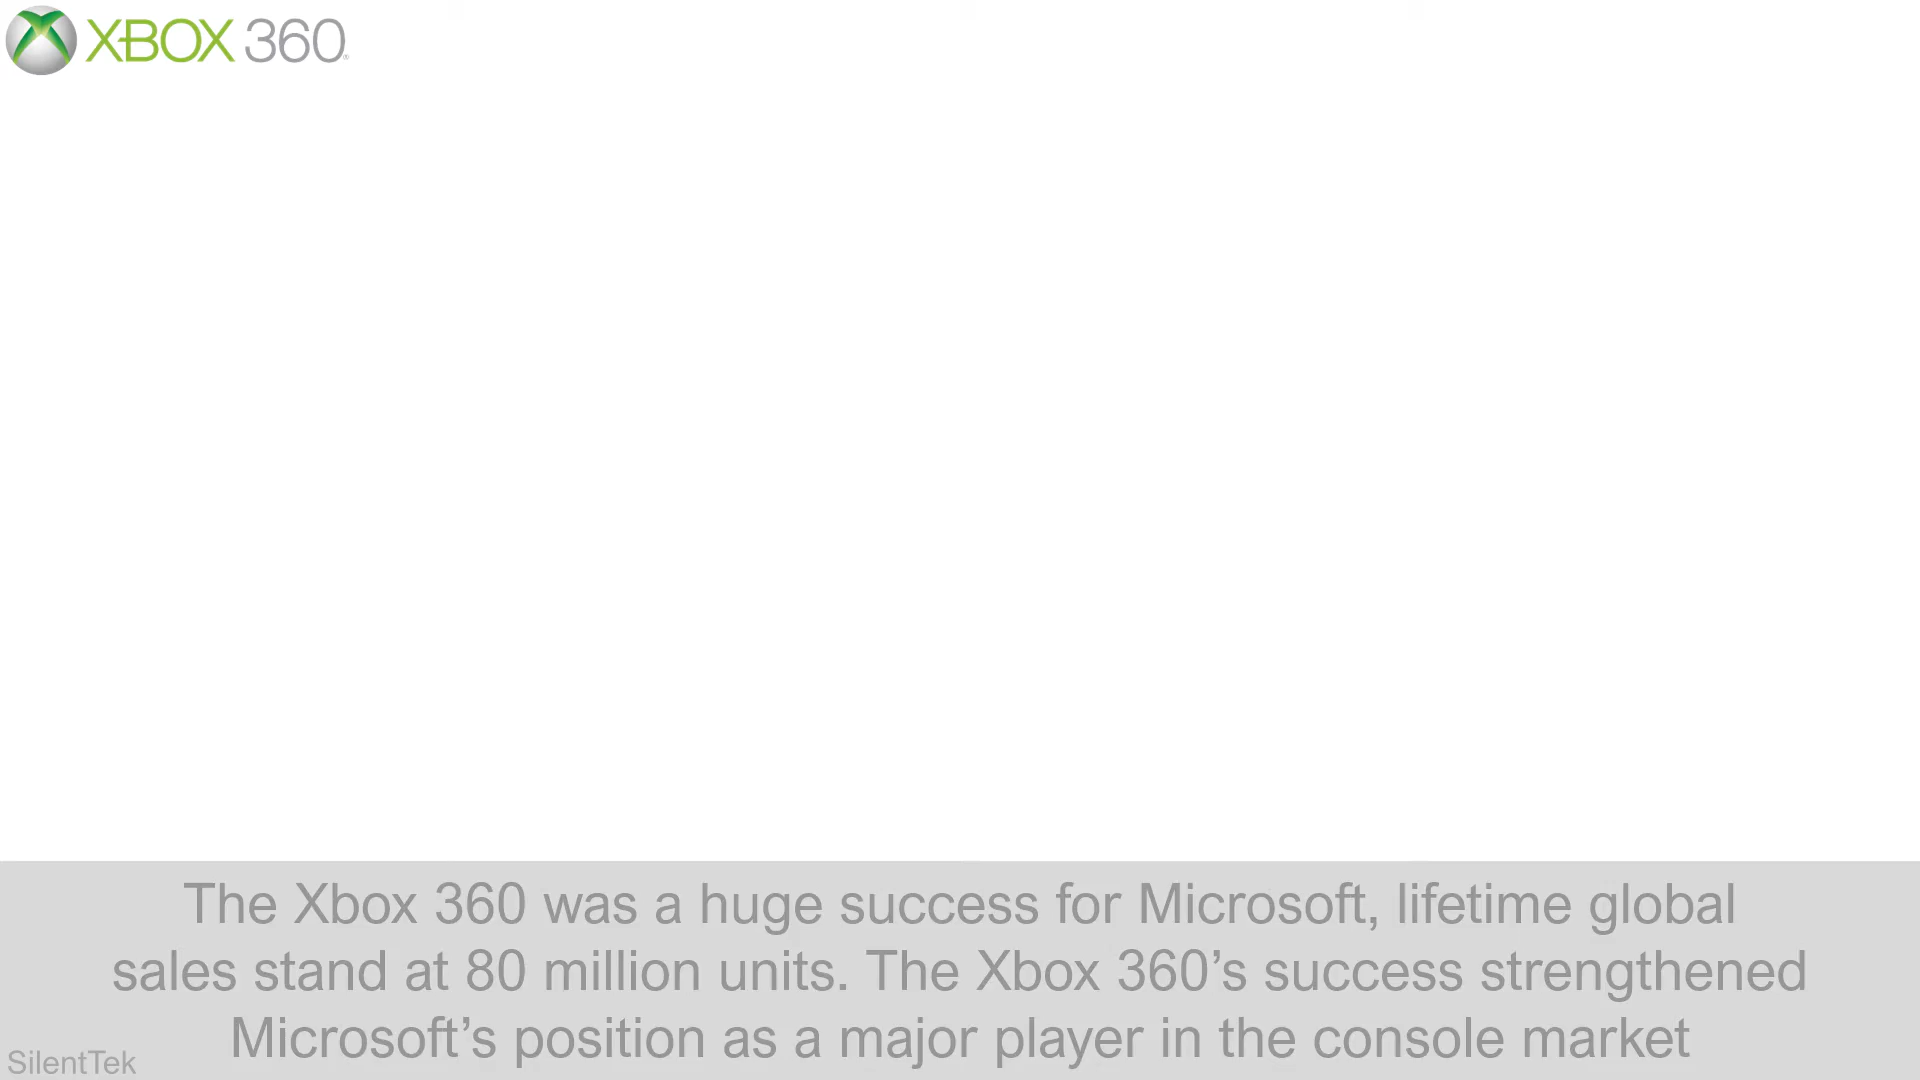 XBOX 360
The Xbox 360 was a huge success for Microsoft, lifetime global
sales stand at 80 million units. The Xbox 360’s success strengthened
Microsoft’s position as a major player in the console market
SilentTek